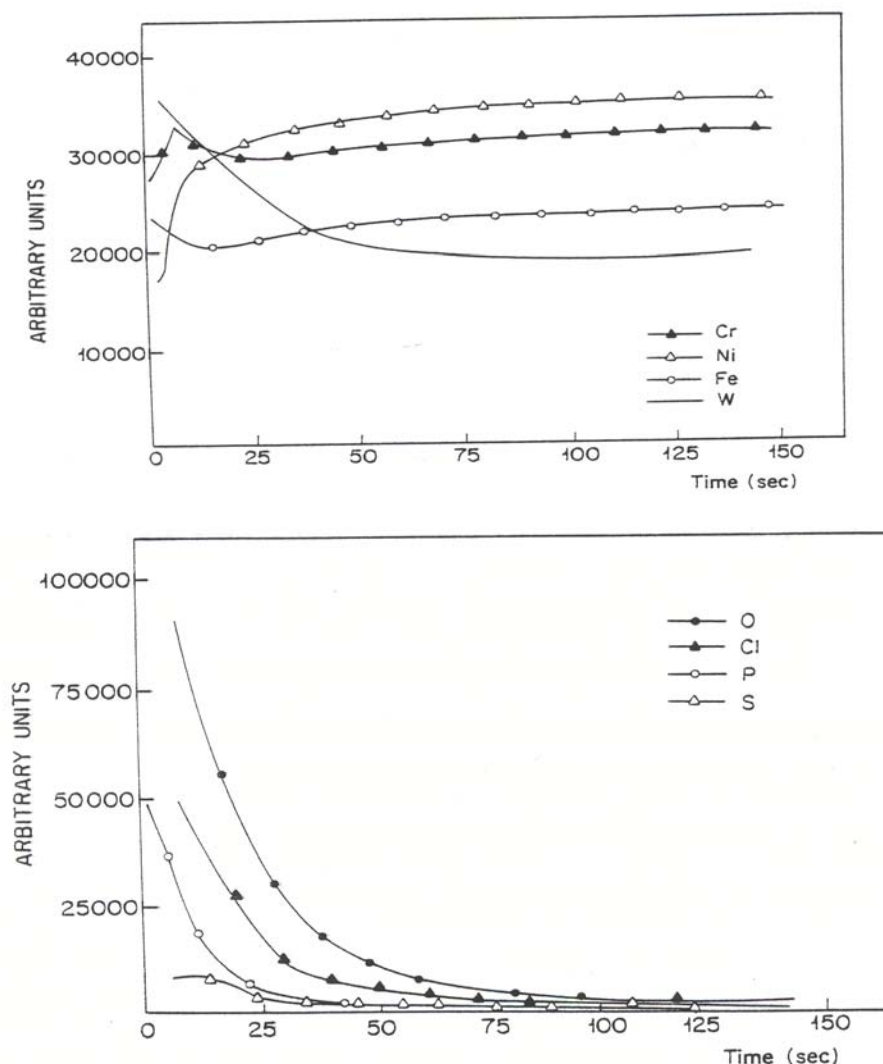 40000
30000
20000
10000
ARBITRARY UNITS
Cr
Ni
Fe
W
0 25 50 75 100 125 150
Time (sec)
100000
75000
50000
25000
ARBITRARY UNITS
O
Cl
P
S
0 25 50 75 100 125 150
Time (sec)